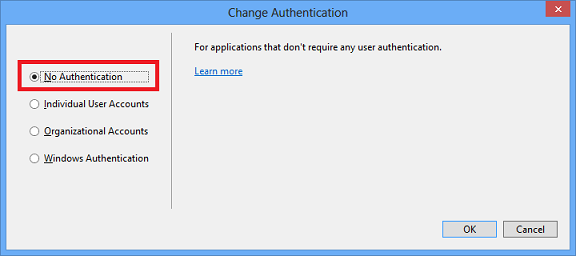 Change Authentication
No Authentication
Individual User Accounts
Organizational Accounts
Windows Authentication
For applications that don't require any user authentication.
Learn more
OK
Cancel